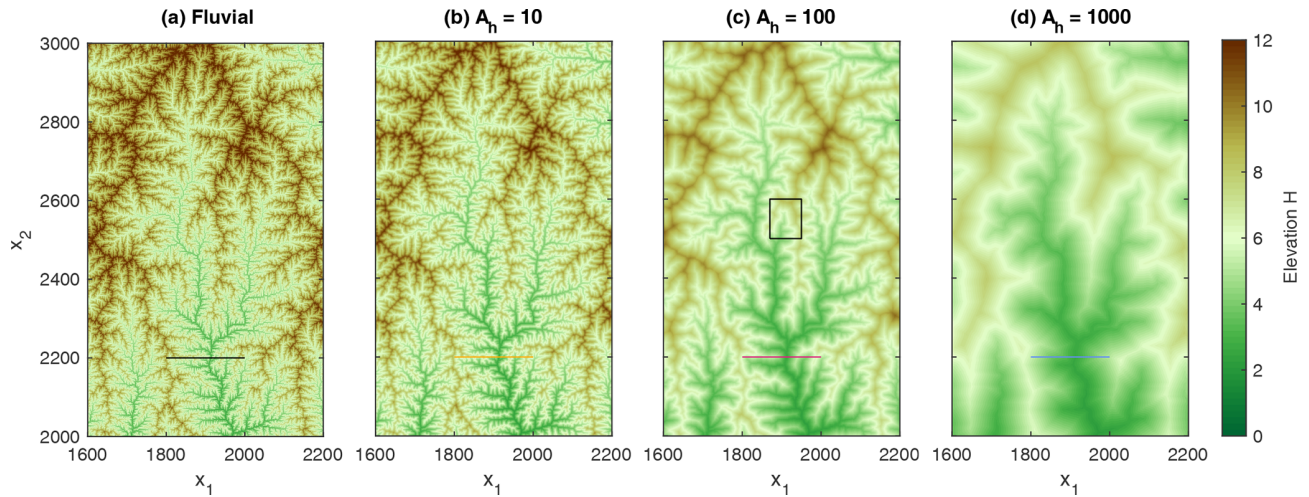 (a) Fluvial
(b) A_h = 10
(c) A_h = 100
(d) A_h = 1000
3000
2800
2600
2400
2200
2000
x_2
1600 1800 2000 2200
1600 1800 2000 2200
1600 1800 2000 2200
1600 1800 2000 2200
x_1
x_1
x_1
x_1
12
10
8
6
4
2
0
Elevation H